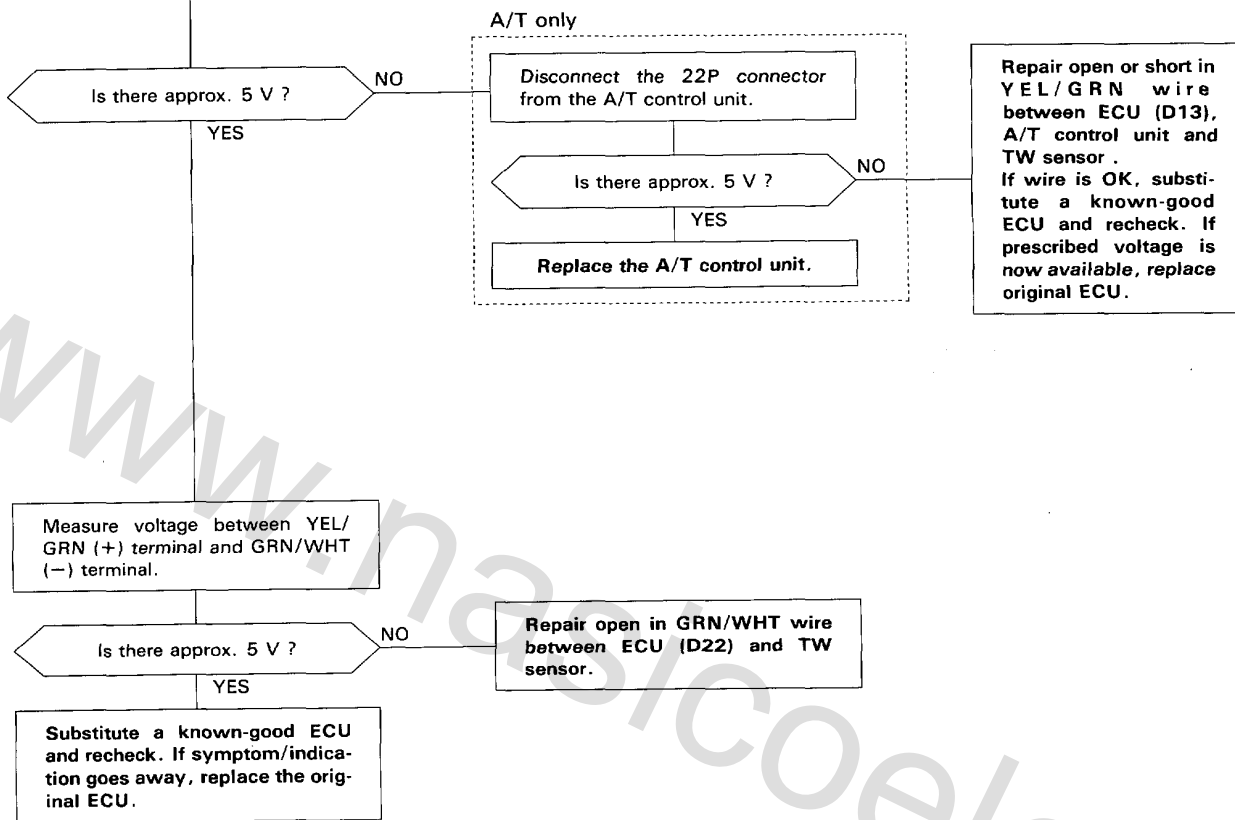 A/T only
Is there approx. 5 V ?
NO
YES
Disconnect the 22P connector
from the A/T control unit.
Is there approx. 5 V ?
NO
YES
Replace the A/T control unit.
Repair open or short in
YEL/GRN wire
between ECU (D13),
A/T control unit and
TW sensor .
If wire is OK, substi-
tute a known-good
ECU and recheck. If
prescribed voltage is
now available, replace
original ECU.
Measure voltage between YEL/
GRN (+) terminal and GRN/WHT
(−) terminal.
Is there approx. 5 V ?
NO
YES
Repair open in GRN/WHT wire
between ECU (D22) and TW
sensor.
Substitute a known-good ECU
and recheck. If symptom/indica-
tion goes away, replace the orig-
inal ECU.